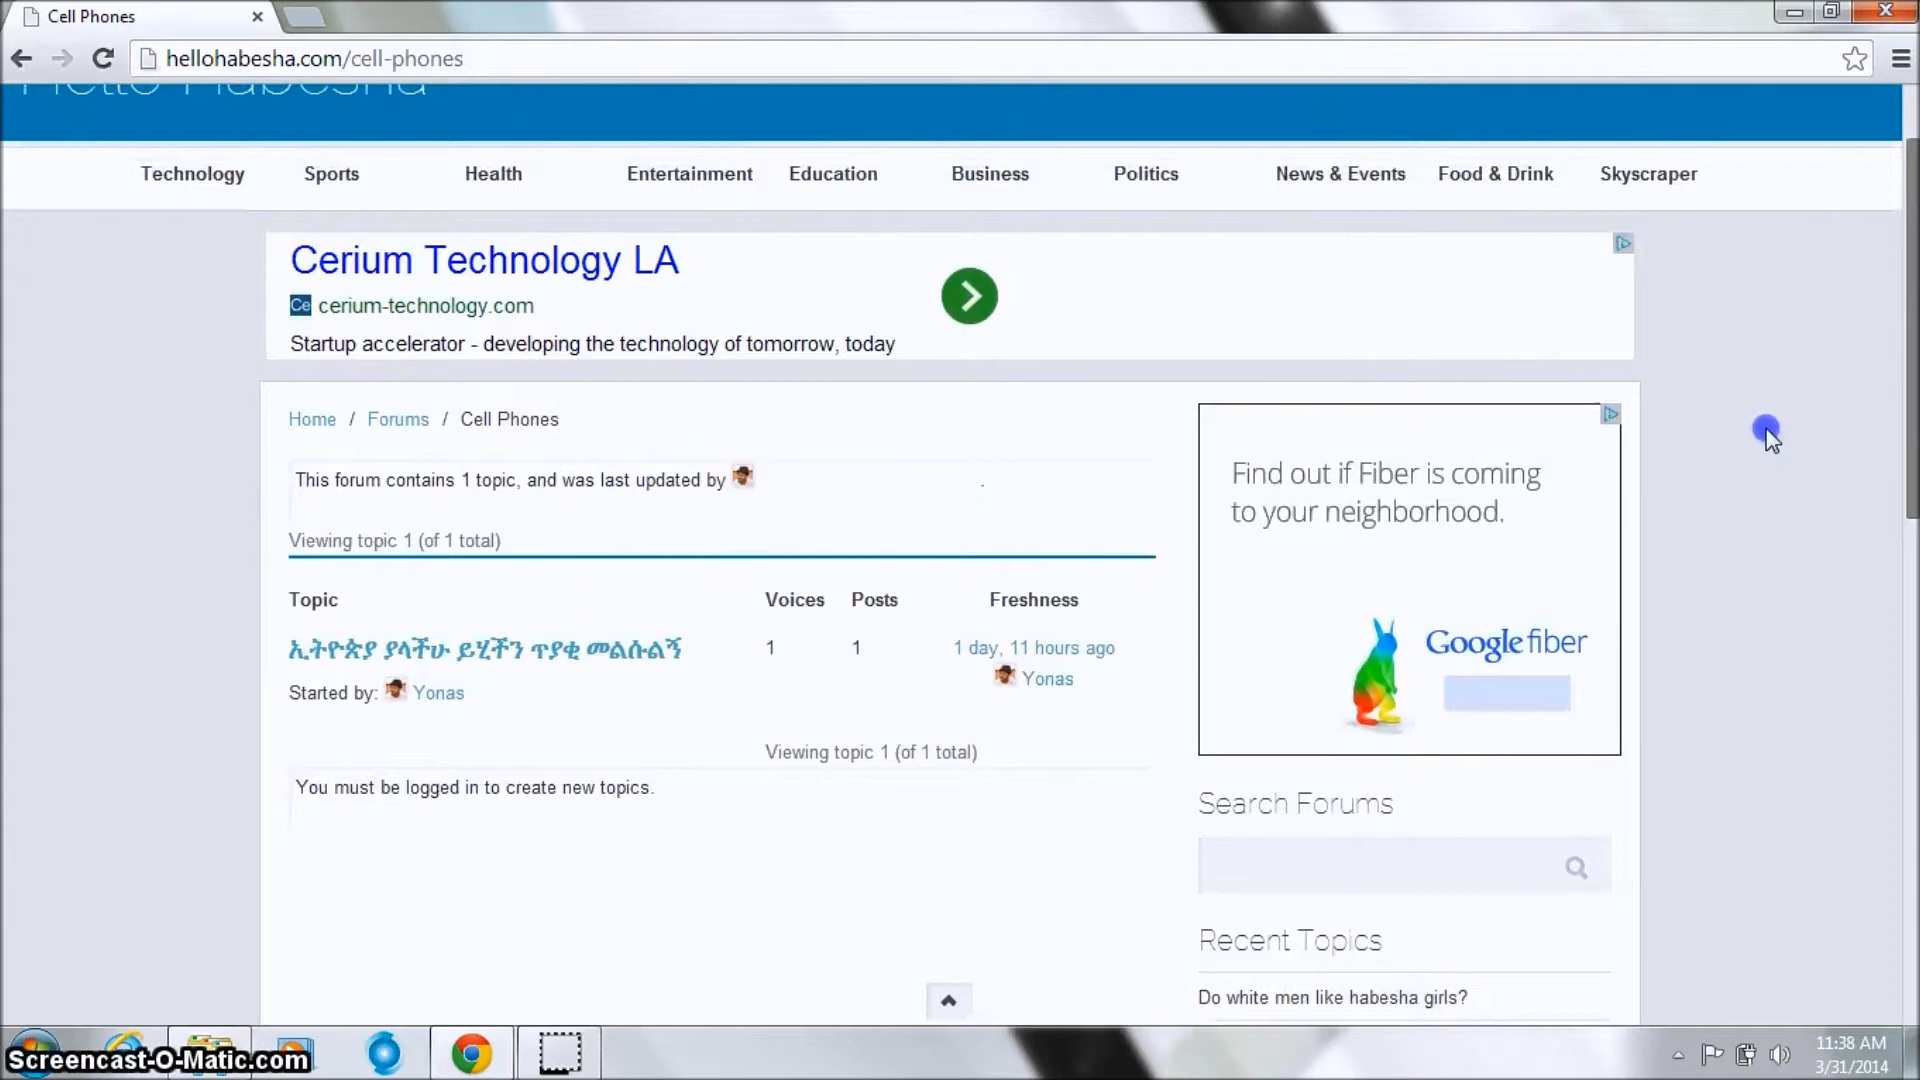 Cell Phones
hellohabesha.com/cell-phones
Hello Habesha
Technology Sports Health Entertainment Education Business Politics News & Events Food & Drink Skyscraper
Cerium Technology LA
Ce cerium-technology.com
Startup accelerator - developing the technology of tomorrow, today
Home / Forums / Cell Phones
This forum contains 1 topic, and was last updated by .
Viewing topic 1 (of 1 total)
Topic Voices Posts Freshness
ኢትዮጵያ ያላችሁ ይሂችን ጥያቂ መልሱልኝ 1 1 1 day, 11 hours ago
Yonas
Started by: Yonas
Viewing topic 1 (of 1 total)
You must be logged in to create new topics.
Find out if Fiber is coming
to your neighborhood.
Google fiber
Search Forums
Recent Topics
Do white men like habesha girls?
Screencast-O-Matic.com
11:38 AM
3/31/2014